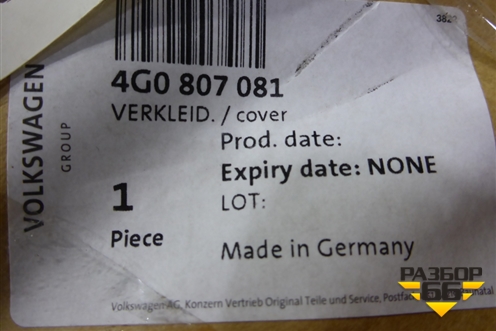 3822
VOLKSWAGEN
GROUP
4G0 807 081
VERKLEID. / cover
Prod. date:
Expiry date: NONE
1
LOT:
Piece
Made in Germany
Volkswagen AG, Konzern Vertrieb Original Teile und Service,
РАЗБОР
66